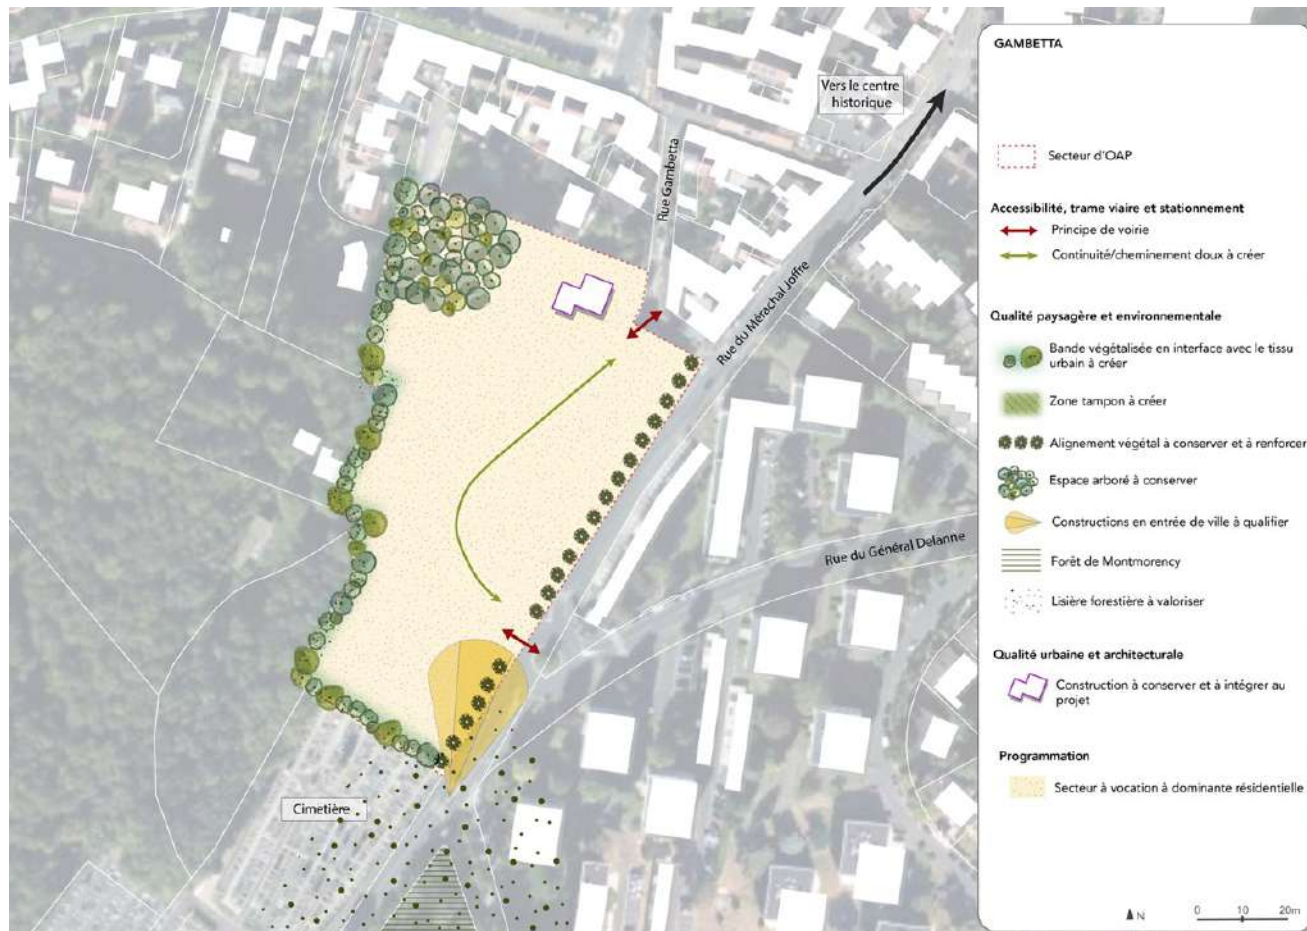 GAMBETTA
Vers le centre
historique
Secteur d'OAP
Rue Gambetta
Accessibilité, trame viaire et stationnement
Principe de voirie
Continuité/cheminement doux à créer
Rue du Mérachal Joffre
Qualité paysagère et environnementale
Bande végétalisée en interface avec le tissu
urbain à créer
Zone tampon à créer
Alignement végétal à conserver et à renforcer
Espace arboré à conserver
Constructions en entrée de ville à qualifier
Rue du Général Delanne
Forêt de Montmorency
Lisière forestière à valoriser
Qualité urbaine et architecturale
Construction à conserver et à intégrer au
projet
Programmation
Secteur à vocation à dominante résidentielle
Cimetière
N
0 10 20m